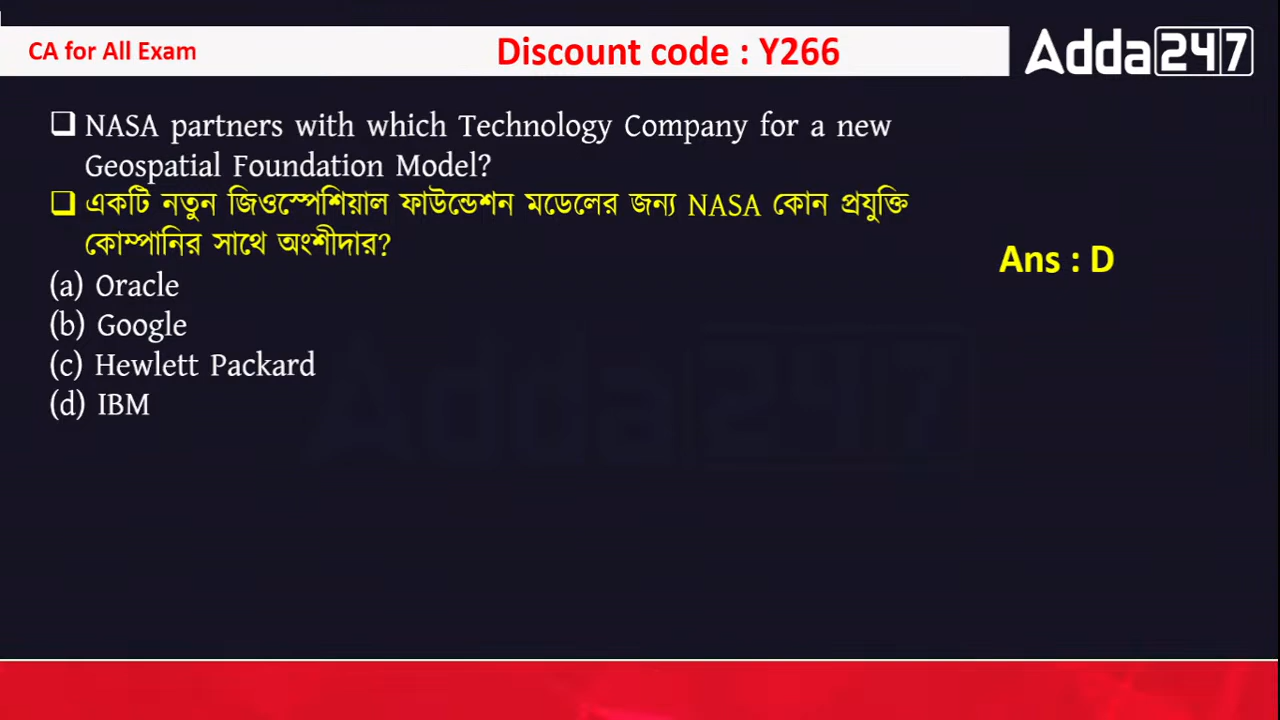 CA for All Exam
Discount code : Y266
Adda247
NASA partners with which Technology Company for a new
Geospatial Foundation Model?
একটি নতুন জিওস্পেশিয়াল ফাউন্ডেশন মডেলের জন্য NASA কোন প্রযুক্তি
কোম্পানির সাথে অংশীদার?
Ans : D
(a) Oracle
(b) Google
(c) Hewlett Packard
(d) IBM
Adda247